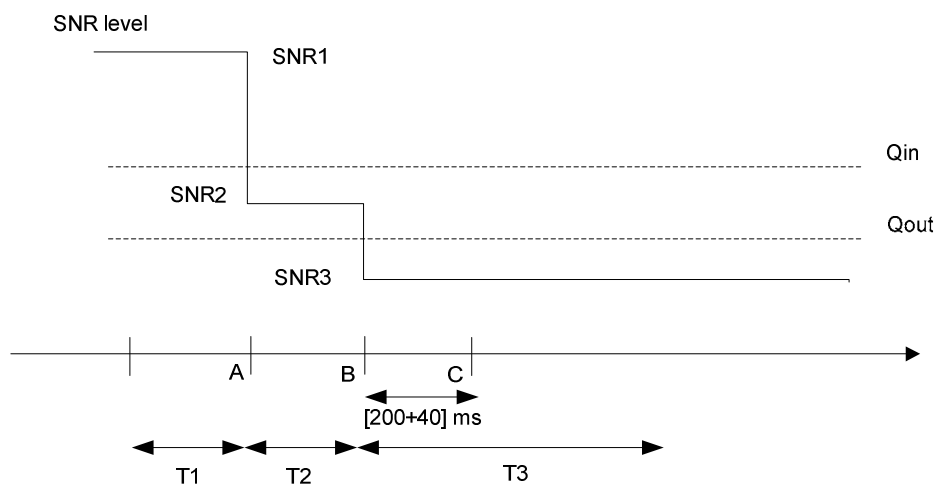 SNR level
SNR1
Qin
SNR2
Qout
SNR3
A
B
C
[200+40] ms
T1
T2
T3